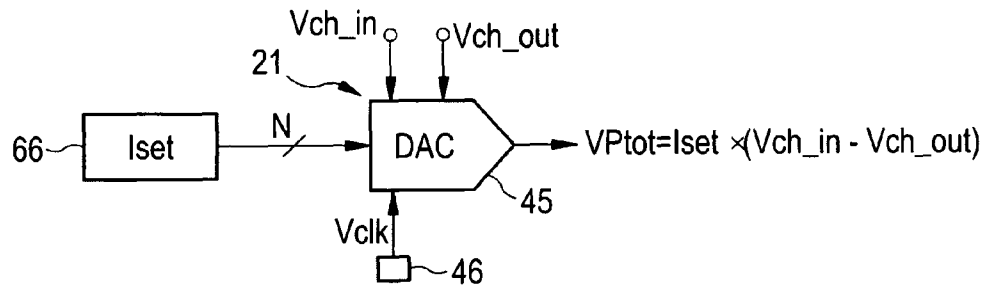 Vch_in
Vch_out
21
66
Iset
N
DAC
VPtot=Iset ×(Vch_in - Vch_out)
45
Vclk
46